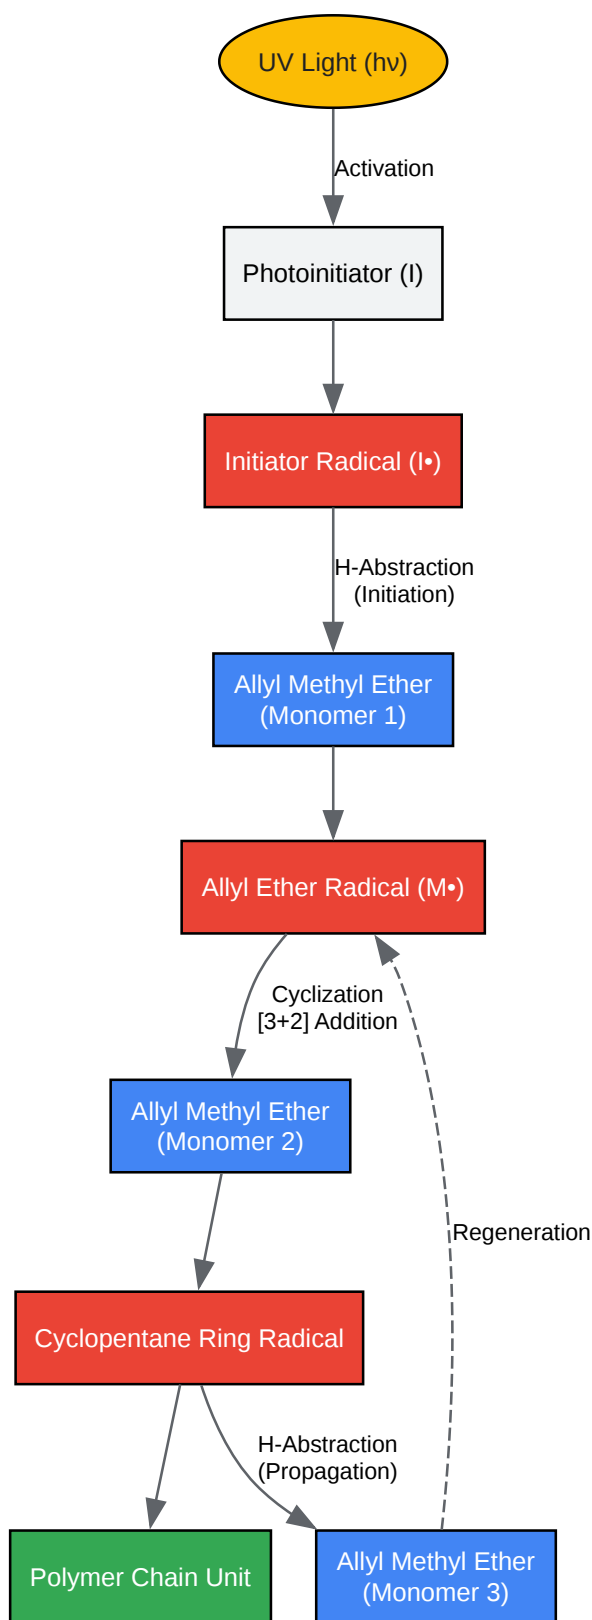 UV Light (hν)
Activation
Photoinitiator (I)
Initiator Radical (I•)
H-Abstraction
(Initiation)
Allyl Methyl Ether
(Monomer 1)
Allyl Ether Radical (M•)
Cyclization
[3+2] Addition
Allyl Methyl Ether
(Monomer 2)
Regeneration
Cyclopentane Ring Radical
H-Abstraction
(Propagation)
Polymer Chain Unit
Allyl Methyl Ether
(Monomer 3)